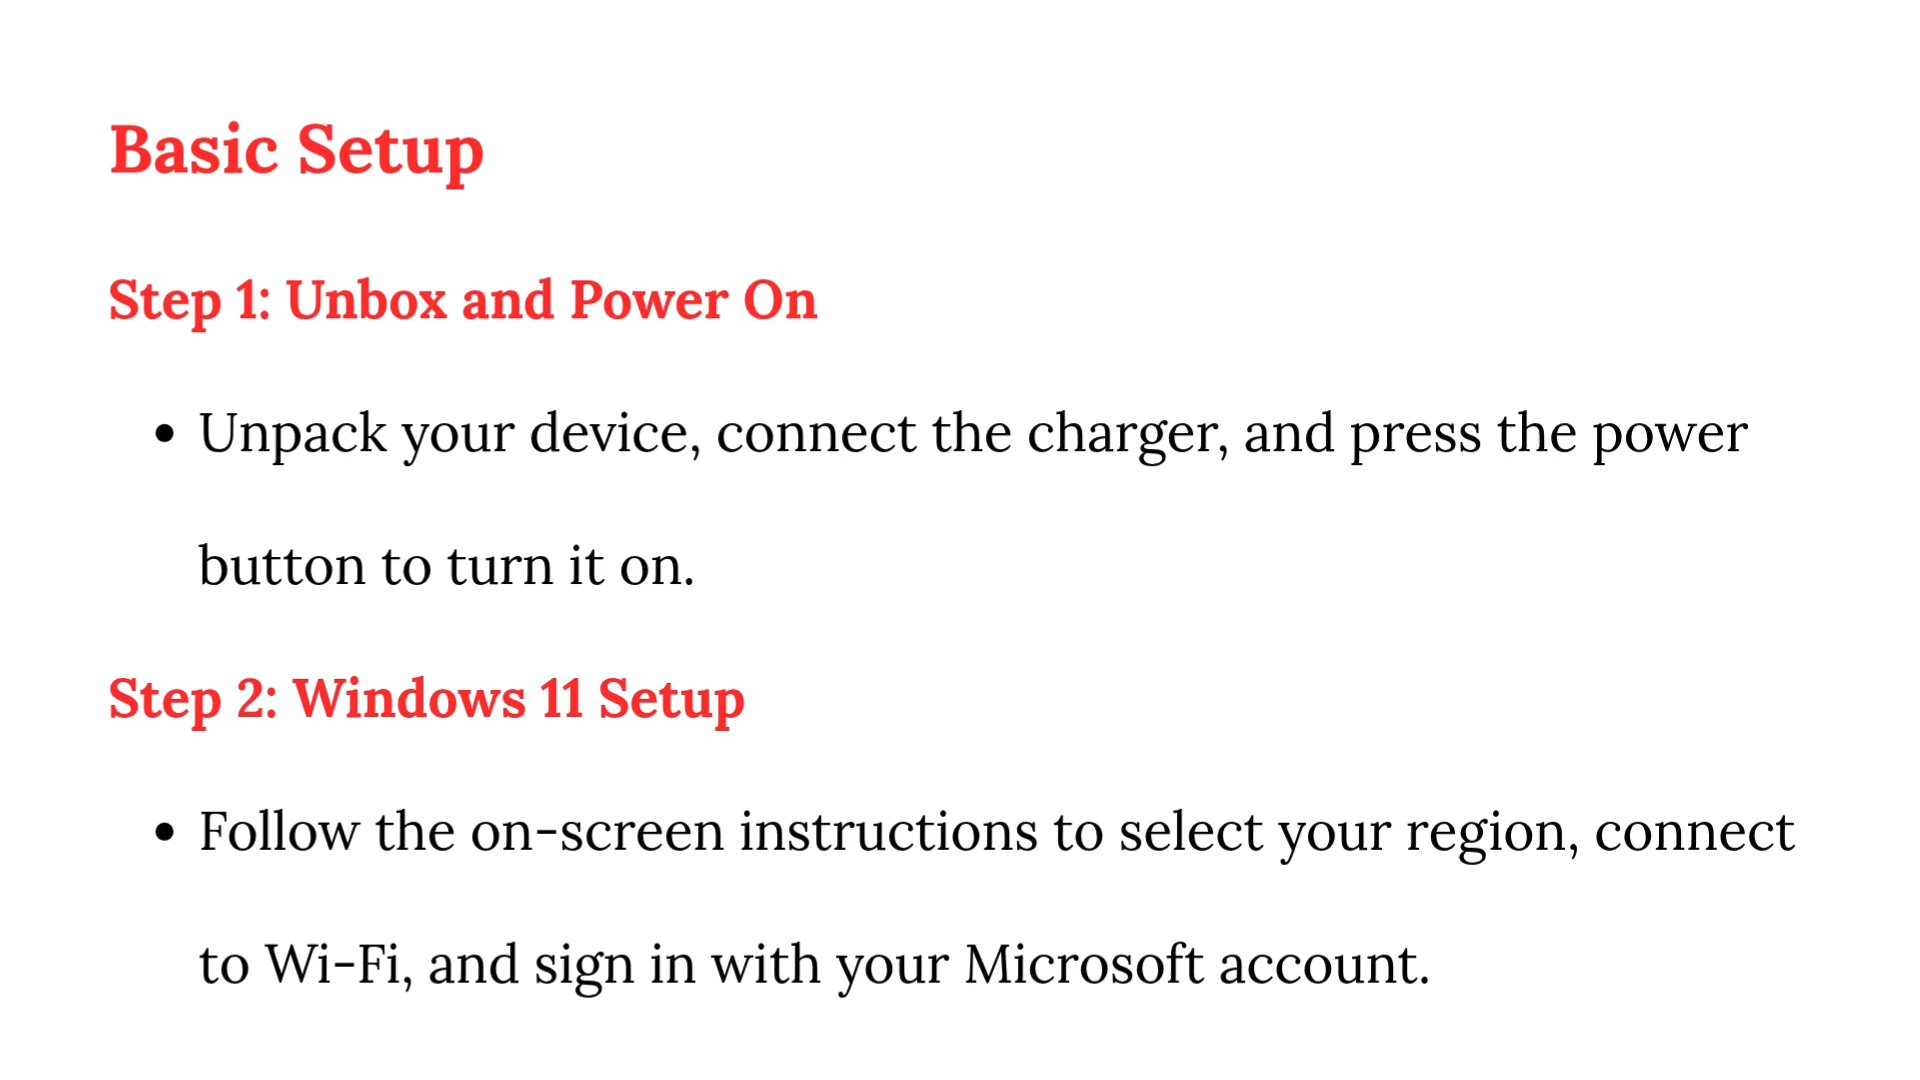 Basic Setup
Step 1: Unbox and Power On
• Unpack your device, connect the charger, and press the power
button to turn it on.
Step 2: Windows 11 Setup
• Follow the on-screen instructions to select your region, connect
to Wi-Fi, and sign in with your Microsoft account.